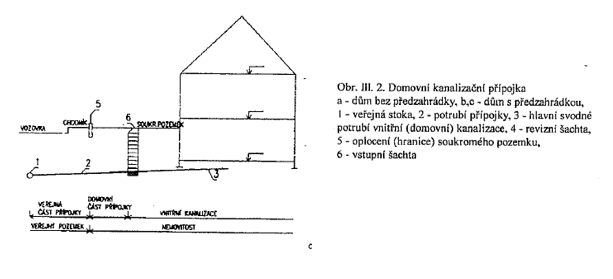 5
CHODNÍK
6
SOUKR.POZEMEK
VOZOVKA
1
2
3
VEŘEJNÁ
ČÁST PŘÍPOJKY
DOMOVNÍ
ČÁST PŘÍPOJKY
VNITŘNÍ KANALIZACE
VEŘEJNÝ POZEMEK
NEMOVITOST
c
Obr. III. 2. Domovní kanalizační přípojka
a - dům bez předzahrádky, b,c - dům s předzahrádkou,
1 - veřejná stoka, 2 - potrubí přípojky, 3 - hlavní svodné
potrubí vnitřní (domovní) kanalizace, 4 - revizní šachta,
5 - oplocení (hranice) soukromého pozemku,
6 - vstupní šachta